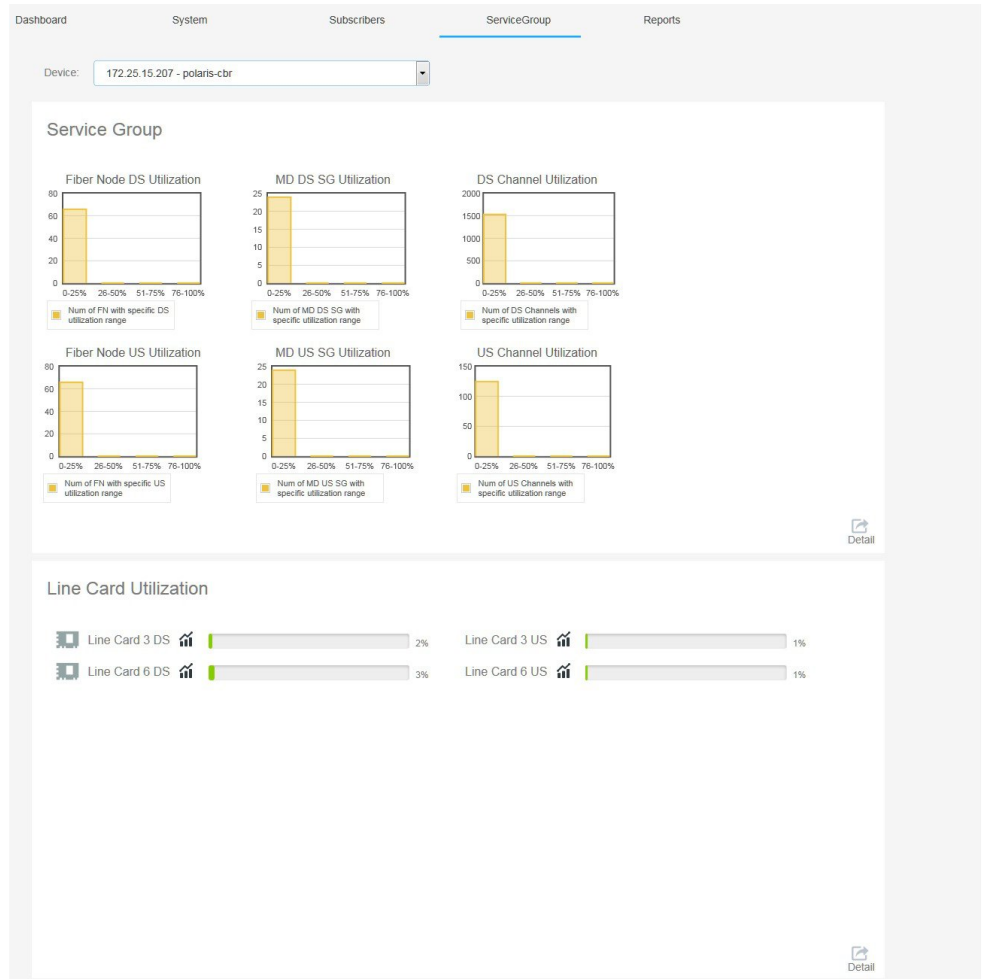 Dashboard System Subscribers ServiceGroup Reports
Device: 172.25.15.207 - polaris-cbr
Service Group
Fiber Node DS Utilization
80
60
40
20
0
0-25% 26-50% 51-75% 76-100%
Num of FN with specific DS
utilization range
MD DS SG Utilization
25
20
15
10
5
0
0-25% 26-50% 51-75% 76-100%
Num of MD DS SG with
specific utilization range
DS Channel Utilization
2000
1500
1000
500
0
0-25% 26-50% 51-75% 76-100%
Num of DS Channels with
specific utilization range
Fiber Node US Utilization
80
60
40
20
0
0-25% 26-50% 51-75% 76-100%
Num of FN with specific US
utilization range
MD US SG Utilization
25
20
15
10
5
0
0-25% 26-50% 51-75% 76-100%
Num of MD US SG with
specific utilization range
US Channel Utilization
150
100
50
0
0-25% 26-50% 51-75% 76-100%
Num of US Channels with
specific utilization range
Detail
Line Card Utilization
Line Card 3 DS 2% Line Card 3 US 1%
Line Card 6 DS 3% Line Card 6 US 1%
Detail